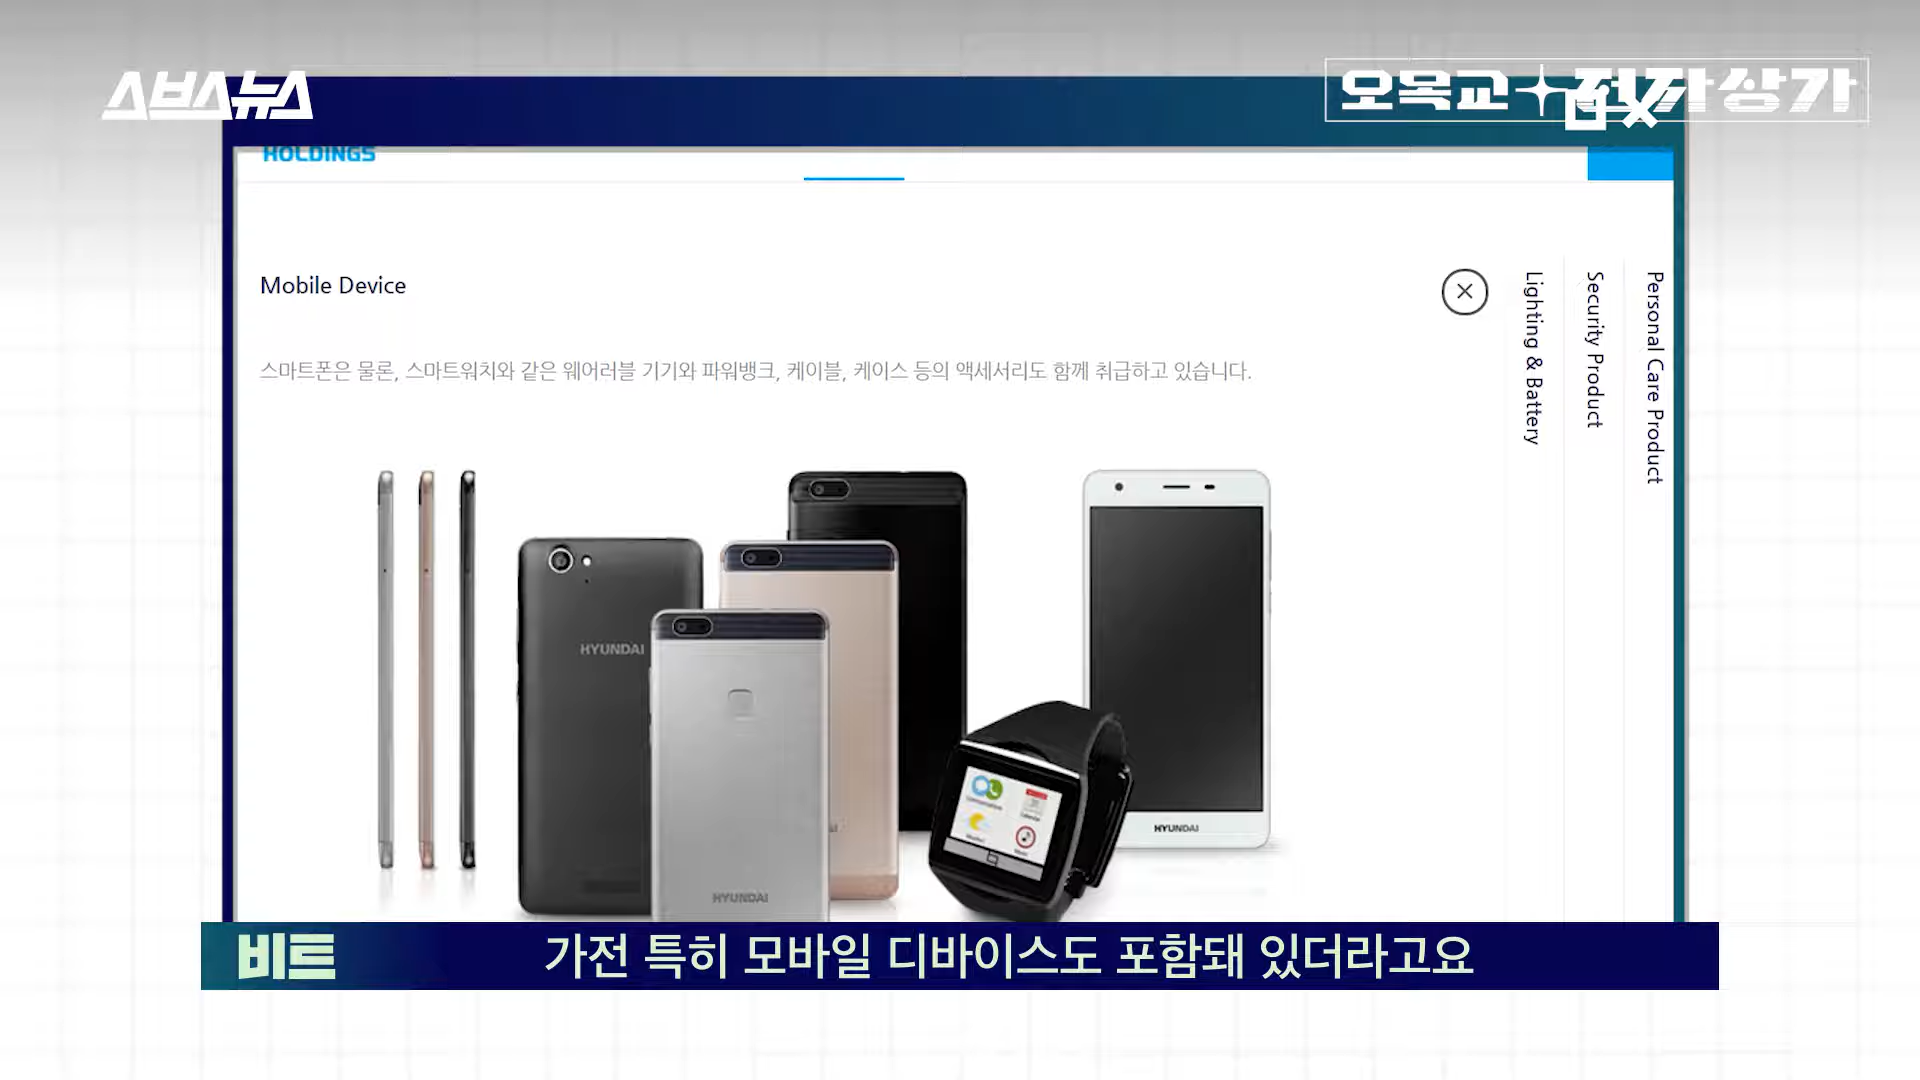 스브스뉴스
오목교 전자상가
HOLDINGS
Mobile Device
스마트폰은 물론, 스마트워치와 같은 웨어러블 기기와 파워뱅크, 케이블, 케이스 등의 액세서리도 함께 취급하고 있습니다.
Lighting & Battery
Security Product
Personal Care Product
HYUNDAI
HYUNDAI
HYUNDAI
비트
가전 특히 모바일 디바이스도 포함돼 있더라고요